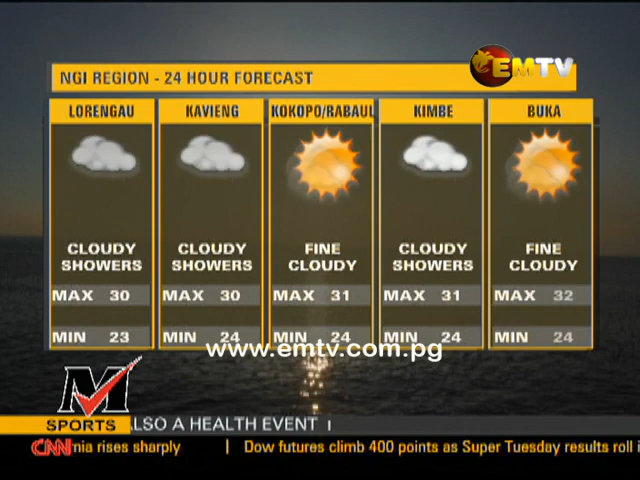 EMTV
NGI REGION - 24 HOUR FORECAST
LORENGAU
KAVIENG
KOKOPO/RABAUL
KIMBE
BUKA
CLOUDY
SHOWERS
CLOUDY
SHOWERS
FINE
CLOUDY
CLOUDY
SHOWERS
FINE
CLOUDY
MAX 30
MAX 30
MAX 31
MAX 31
MAX 32
MIN 23
MIN 24
MIN 24
MIN 24
MIN 24
www.emtv.com.pg
M
SPORTS
ALSO A HEALTH EVENT |
CNN nia rises sharply | Dow futures climb 400 points as Super Tuesday results roll i